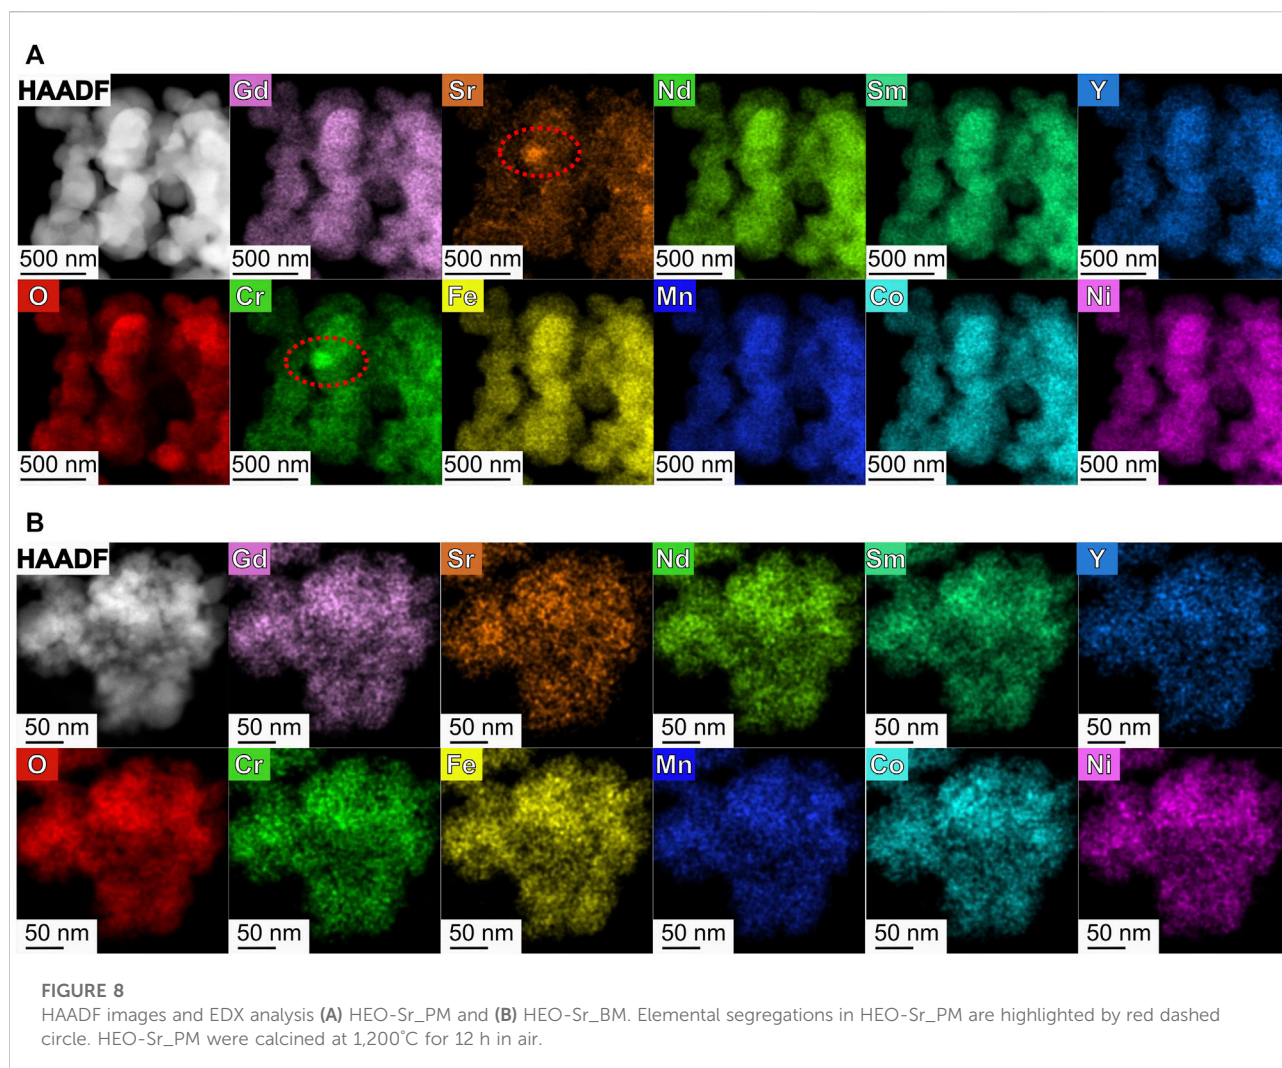 A
HAADF Gd Sr Nd Sm Y
500 nm 500 nm 500 nm 500 nm 500 nm 500 nm
O Cr Fe Mn Co Ni
500 nm 500 nm 500 nm 500 nm 500 nm 500 nm
B
HAADF Gd Sr Nd Sm Y
50 nm 50 nm 50 nm 50 nm 50 nm 50 nm
O Cr Fe Mn Co Ni
50 nm 50 nm 50 nm 50 nm 50 nm 50 nm
FIGURE 8
HAADF images and EDX analysis (A) HEO-Sr_PM and (B) HEO-Sr_BM. Elemental segregations in HEO-Sr_PM are highlighted by red dashed
circle. HEO-Sr_PM were calcined at 1,200°C for 12 h in air.